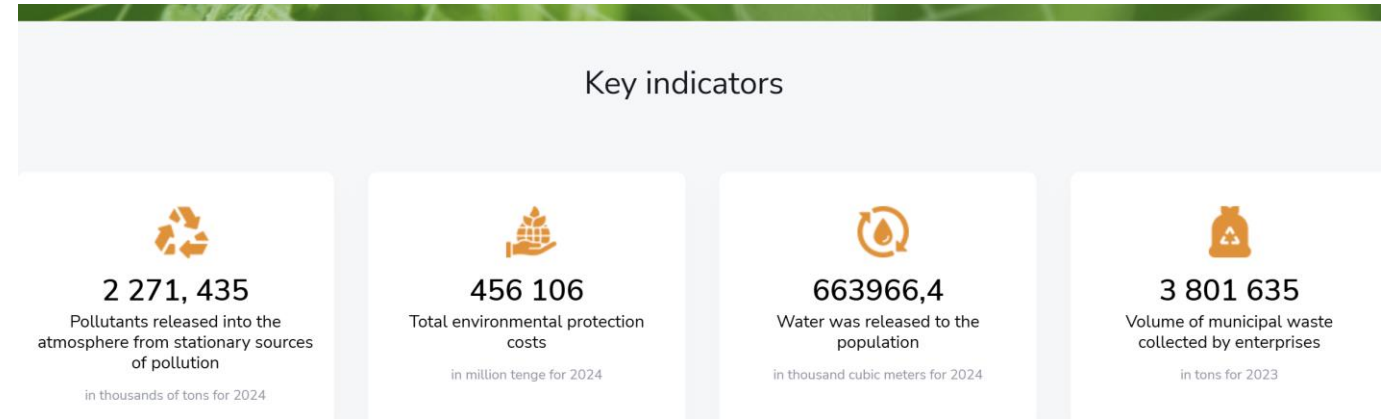 Key indicators
2 271, 435
Pollutants released into the
atmosphere from stationary sources
of pollution
in thousands of tons for 2024
456 106
Total environmental protection
costs
in million tenge for 2024
663966,4
Water was released to the
population
in thousand cubic meters for 2024
3 801 635
Volume of municipal waste
collected by enterprises
in tons for 2023